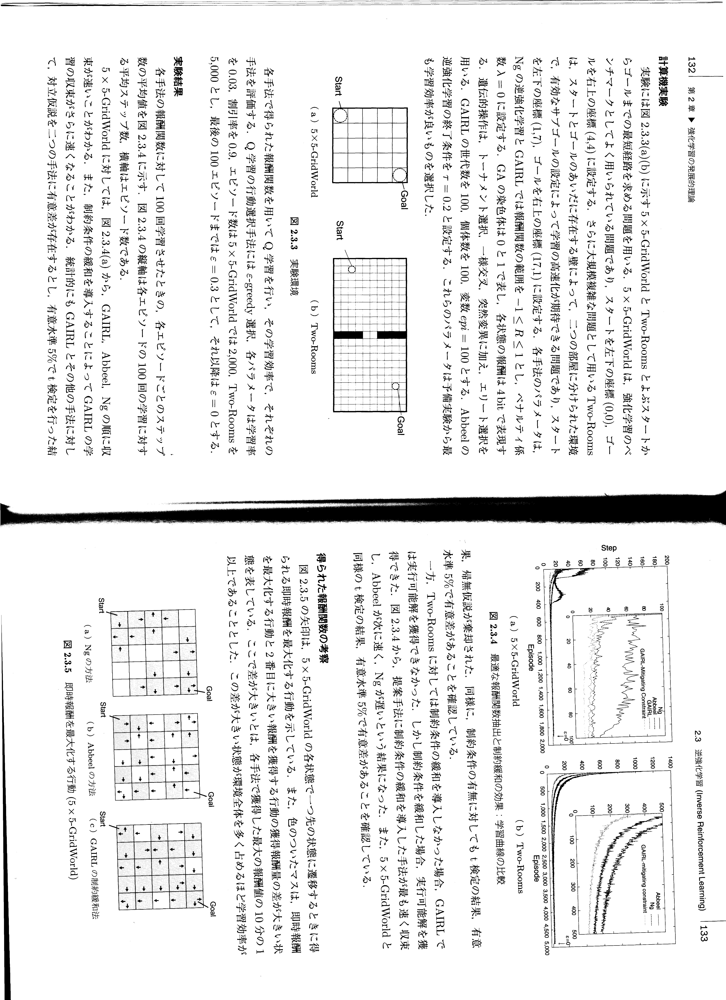 132 第2章 ▶ 強化学習の発展的理論
計算機実験
実験には図 2.3.3(a)(b) に示す 5 × 5-GridWorld と Two-Rooms とよぶスタートか
らゴールまでの最短経路を求める問題を用いる．5 × 5-GridWorld は，強化学習のベ
ンチマークとしてよく用いられている問題であり，スタートを左下の座標 (0,0)，ゴー
ルを右上の座標 (4,4) に設定する．さらに大規模複雑な問題として用いる Two-Rooms
は，スタートとゴールのあいだに存在する壁によって，二つの部屋に分けられた環境
で，有効なサブゴールの設定によって学習の高速化が期待できる問題であり，スタート
を左下の座標 (1,7)，ゴールを右上の座標 (17,1) に設定する．各手法のパラメータは，
Ng の逆強化学習と GAIRL では報酬関数の範囲を −1 ≤ R ≤ 1 とし，ペナルティ係
数 λ = 0 に設定する．GA の染色体は 0 と 1 で表し，各状態の報酬は 4 bit で表現す
る．遺伝的操作は，トーナメント選択，一様交叉，突然変異に加え，エリート選択を
用いる．GAIRL の世代数を 100，個体数を 100，変数 epi = 100 とする．Abbeel の
逆強化学習の終了条件を τ = 0.2 と設定する．これらのパラメータは予備実験から最
も学習効率が良いものを選択した．
Start
Goal
(a) 5×5-GridWorld
Start
Goal
(b) Two-Rooms
図 2.3.3 実験環境
各手法で得られた報酬関数を用いて Q 学習を行い，その学習効率で，それぞれの
手法を評価する．Q 学習の行動選択手法には ε-greedy 選択，各パラメータは学習率
を 0.03，割引率を 0.9，エピソード数は 5 × 5-GridWorld では 2,000，Two-Rooms を
5,000 とし，最後の 100 エピソードまでは ε = 0.3 として，それ以降は ε = 0 とする．
実験結果
各手法の報酬関数に対して 100 回学習させたときの，各エピソードごとのステップ
数の平均値を図 2.3.4 に示す．図 2.3.4 の縦軸は各エピソードの 100 回の学習に対す
る平均ステップ数，横軸はエピソード数である．
5 × 5-GridWorld に対しては，図 2.3.4(a) から，GAIRL，Abbeel，Ng の順に収
束が速いことがわかる．また，制約条件の緩和を導入することによって GAIRL の学
習の収束がさらに速くなることがわかる．統計的にも GAIRL とその他の手法に対し
て，対立仮説を二つの手法に有意差が存在するとし，有意水準 5%で t 検定を行った結
2.3 逆強化学習 (Inverse Reinforcement Learning) 133
Step
200
180
160
140
120
100
80
60
40
20
0
0 200 400 600 800 1,000 1,200 1,400 1,600 1,800 2,000
Episode
100
80
60
40
20
0
0 20 40 60 80 100
Ng
Abbeel
GAIRL
GAIRL-Mitigating Constraint
ε=0
(a) 5×5-GridWorld
1400
1200
1000
800
600
400
200
0
0 500 1,000 1,500 2,000 2,500 3,000 3,500 4,000 4,500 5,000
Episode
500
400
300
200
100
0
0 100 200 300 400 500
Abbeel
Ng
GAIRL-mitigating constraint
ε=0
(b) Two-Rooms
図 2.3.4 最適な報酬関数抽出と制約緩和の効果：学習曲線の比較
果，帰無仮説が棄却された．同様に，制約条件の有無に対しても t 検定の結果，有意
水準 5%で有意差があることを確認している．
一方，Two-Rooms に対しては制約条件の緩和を導入しなかった場合，GAIRL で
は実行可能解を獲得できなかった．しかし制約条件を緩和した場合，実行可能解を獲
得できた．図 2.3.4 から，提案手法に制約条件の緩和を導入した手法が最も速く収束
し，Abbeel が次に速く，Ng が遅いという結果になった．また，5 × 5-GridWorld と
同様の t 検定の結果，有意水準 5%で有意差があることを確認している．
得られた報酬関数の考察
図 2.3.5 の矢印は，5 × 5-GridWorld の各状態で一つ先の状態に遷移するときに得
られる即時報酬を最大化する行動を示している．また，色のついたマスは，即時報酬
を最大化する行動と 2 番目に大きい報酬を獲得する行動の獲得報酬量の差が大きい状
態を表している．ここで差が大きいとは，各手法で獲得した最大の報酬値の 10 分の 1
以上であることとした．この差が大きい状態が環境全体を多く占めるほど学習効率が
Goal
Start
(a) Ng の方法
Goal
Start
(b) Abbeel の方法
Goal
Start
(c) GAIRL の制約緩和法
図 2.3.5 即時報酬を最大化する行動 (5 × 5-GridWorld)